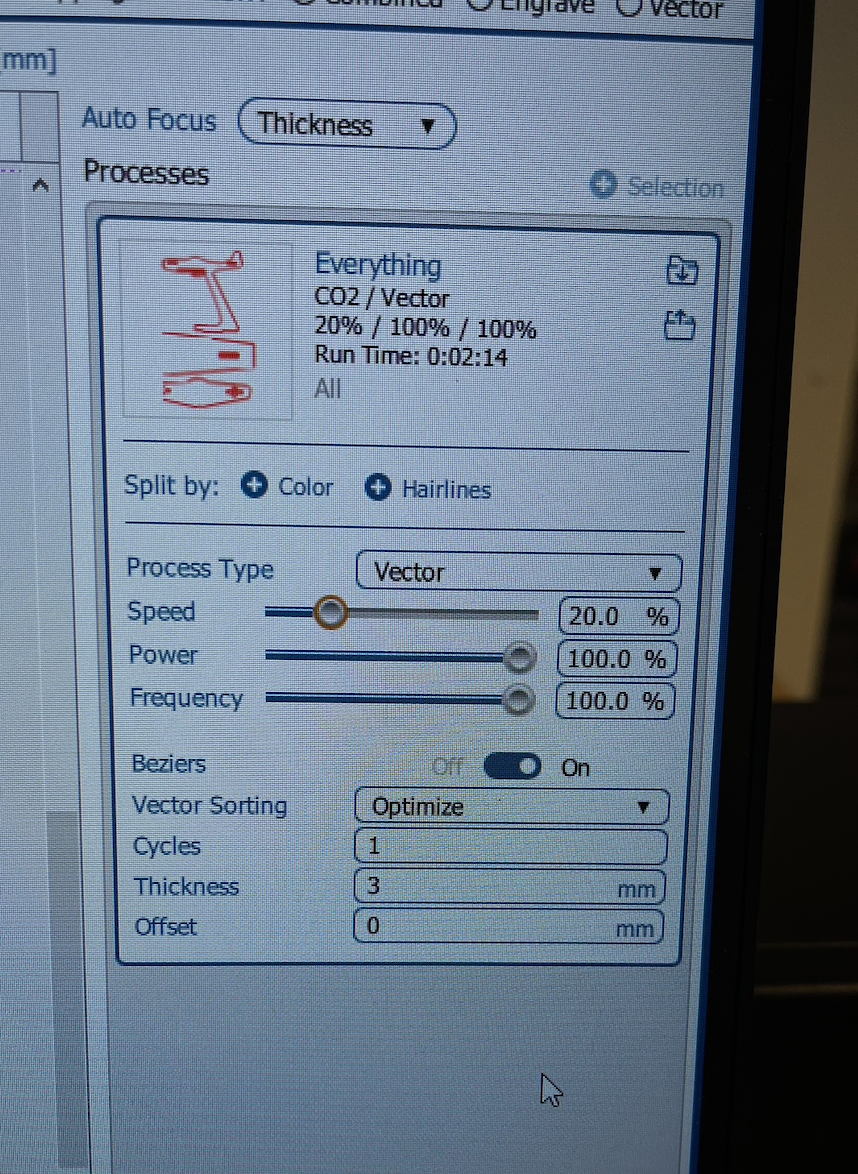 Engrave Vector
mm]
Auto Focus Thickness
Processes
Selection
Everything
CO2 / Vector
20% / 100% / 100%
Run Time: 0:02:14
All
Split by: Color Hairlines
Process Type Vector
Speed 20.0 %
Power 100.0 %
Frequency 100.0 %
Beziers Off On
Vector Sorting Optimize
Cycles 1
Thickness 3 mm
Offset 0 mm